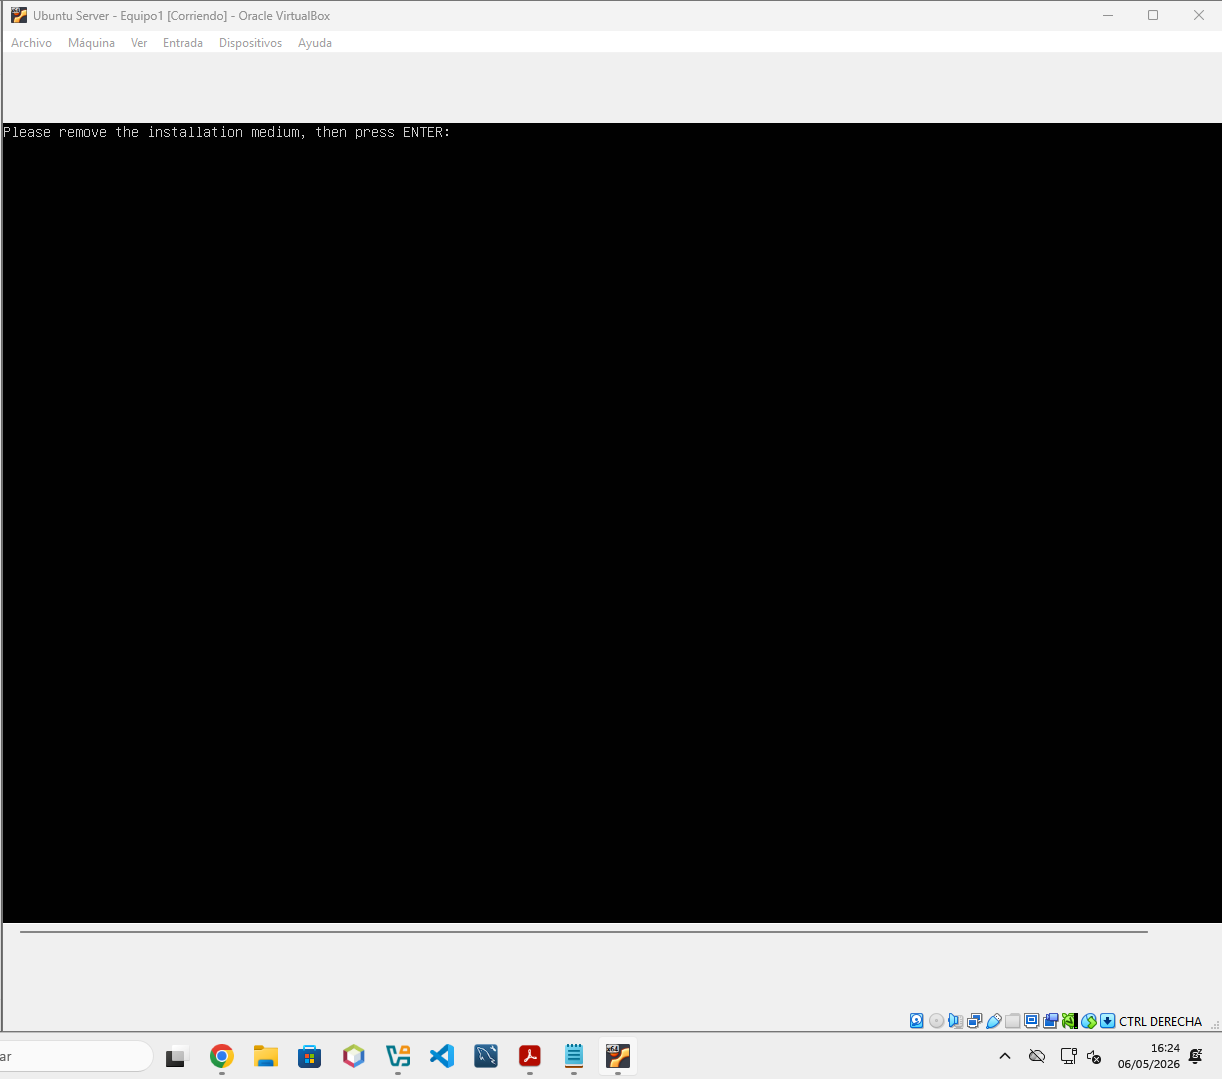 Ubuntu Server - Equipo1 [Corriendo] - Oracle VirtualBox
Archivo Máquina Ver Entrada Dispositivos Ayuda
Please remove the installation medium, then press ENTER:
CTRL DERECHA
ar
16:24
06/05/2026